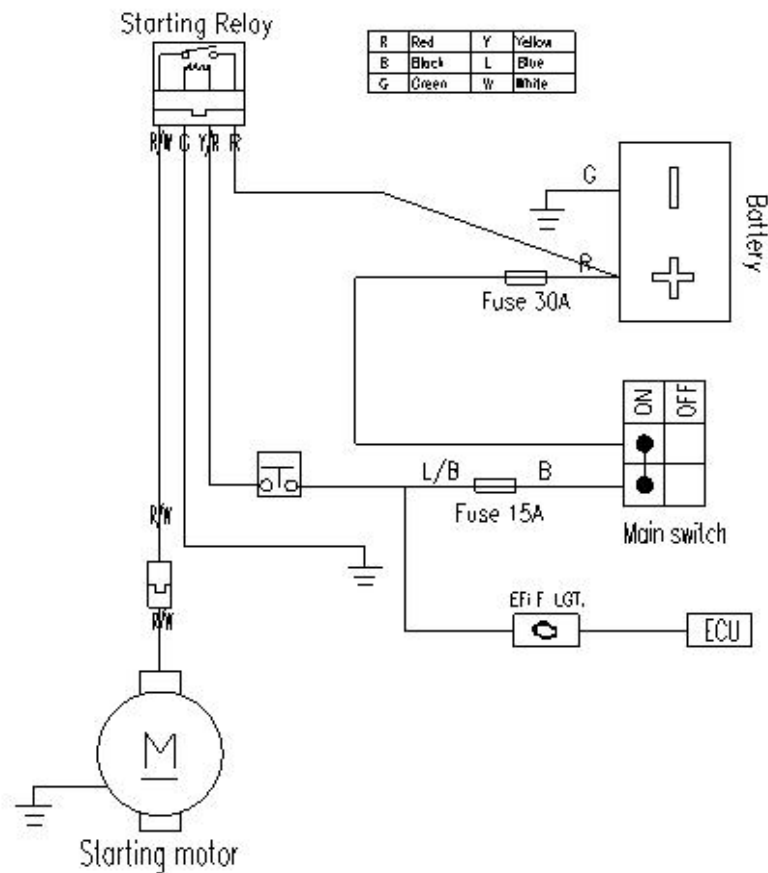 Starting Relay
R Red Y Yellow
B Black L Blue
G Green W White
R/W G Y/R R
G
Battery
R
Fuse 30A
ON OFF
L/B B
Fuse 15A
Main switch
R/W
EFi F LGT.
R/W
ECU
M
Starting motor